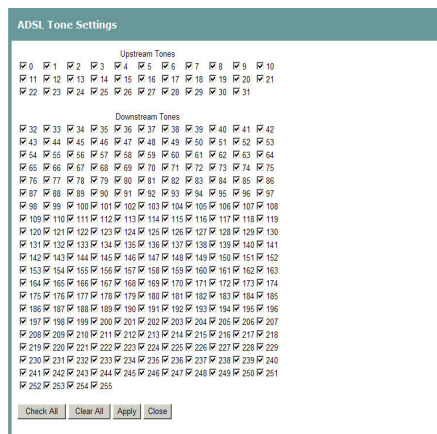 ADSL Tone Settings
Upstream Tones
0 1 2 3 4 5 6 7 8 9 10
11 12 13 14 15 16 17 18 19 20 21
22 23 24 25 26 27 28 29 30 31
Downstream Tones
32 33 34 35 36 37 38 39 40 41 42
43 44 45 46 47 48 49 50 51 52 53
54 55 56 57 58 59 60 61 62 63 64
65 66 67 68 69 70 71 72 73 74 75
76 77 78 79 80 81 82 83 84 85 86
87 88 89 90 91 92 93 94 95 96 97
98 99 100 101 102 103 104 105 106 107 108
109 110 111 112 113 114 115 116 117 118 119
120 121 122 123 124 125 126 127 128 129 130
131 132 133 134 135 136 137 138 139 140 141
142 143 144 145 146 147 148 149 150 151 152
153 154 155 156 157 158 159 160 161 162 163
164 165 166 167 168 169 170 171 172 173 174
175 176 177 178 179 180 181 182 183 184 185
186 187 188 189 190 191 192 193 194 195 196
197 198 199 200 201 202 203 204 205 206 207
208 209 210 211 212 213 214 215 216 217 218
219 220 221 222 223 224 225 226 227 228 229
230 231 232 233 234 235 236 237 238 239 240
241 242 243 244 245 246 247 248 249 250 251
252 253 254 255
Check All Clear All Apply Close